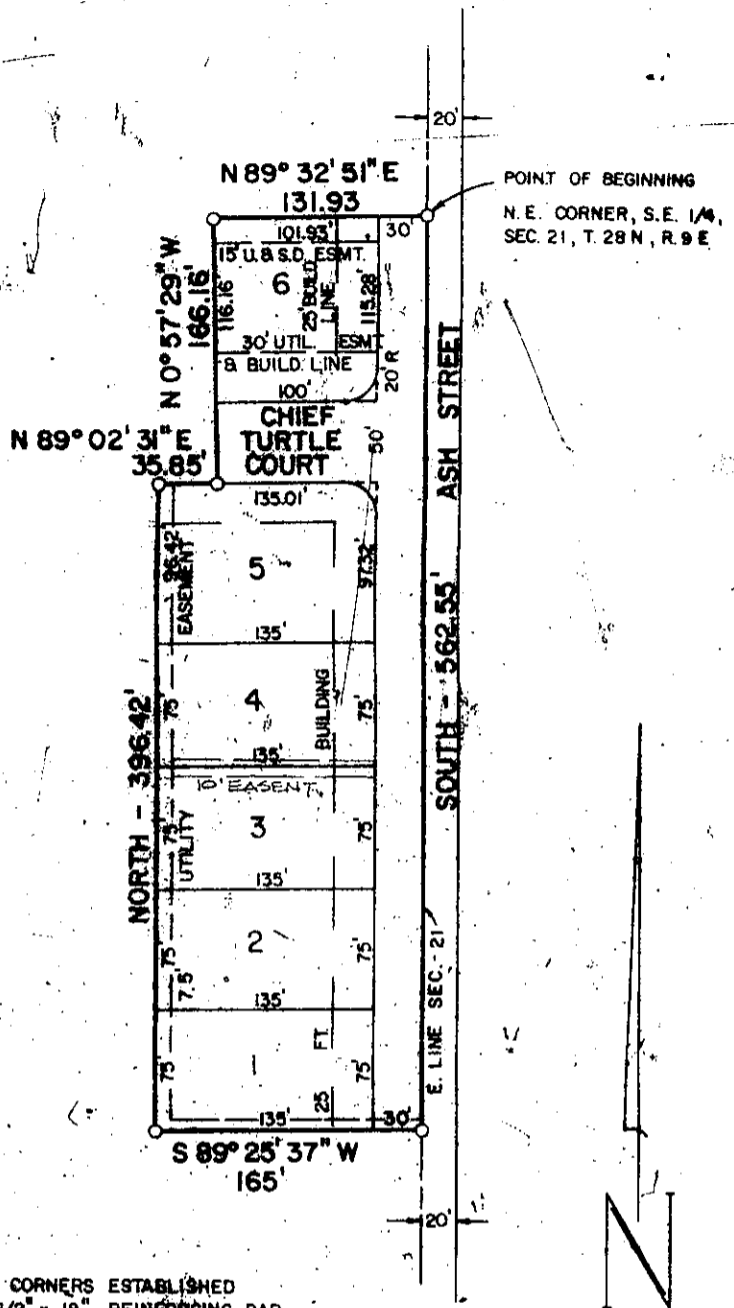 20'
N 89° 32' 51" E
131.93
POINT OF BEGINNING
N. E. CORNER, S.E. 1/4,
SEC. 21, T. 28 N, R. 9 E
101.93'
30'
15' U. & S.D. ESMT.
6
25' BUILD.
LINE
116.16'
115.28'
N 0° 57' 29" W
166.16
30' UTIL. ESMT
& BUILD. LINE
20' R
100'
CHIEF
TURTLE
COURT
50'
N 89° 02' 31" E
35.85'
135.01'
96.42'
EASEMENT
5
97.32'
135'
75'
4
BUILDING
75'
135'
10' EASENT.
75'
UTILITY
3
75'
135'
75'
7.5'
2
75'
135'
75'
1
FT.
25
75'
135'
30'
NORTH - 396.42'
SOUTH - 562.55'
ASH STREET
E. LINE SEC.-21
S 89° 25' 37" W
165'
20'
N
CORNERS ESTABLISHED
REINFORCING BAR